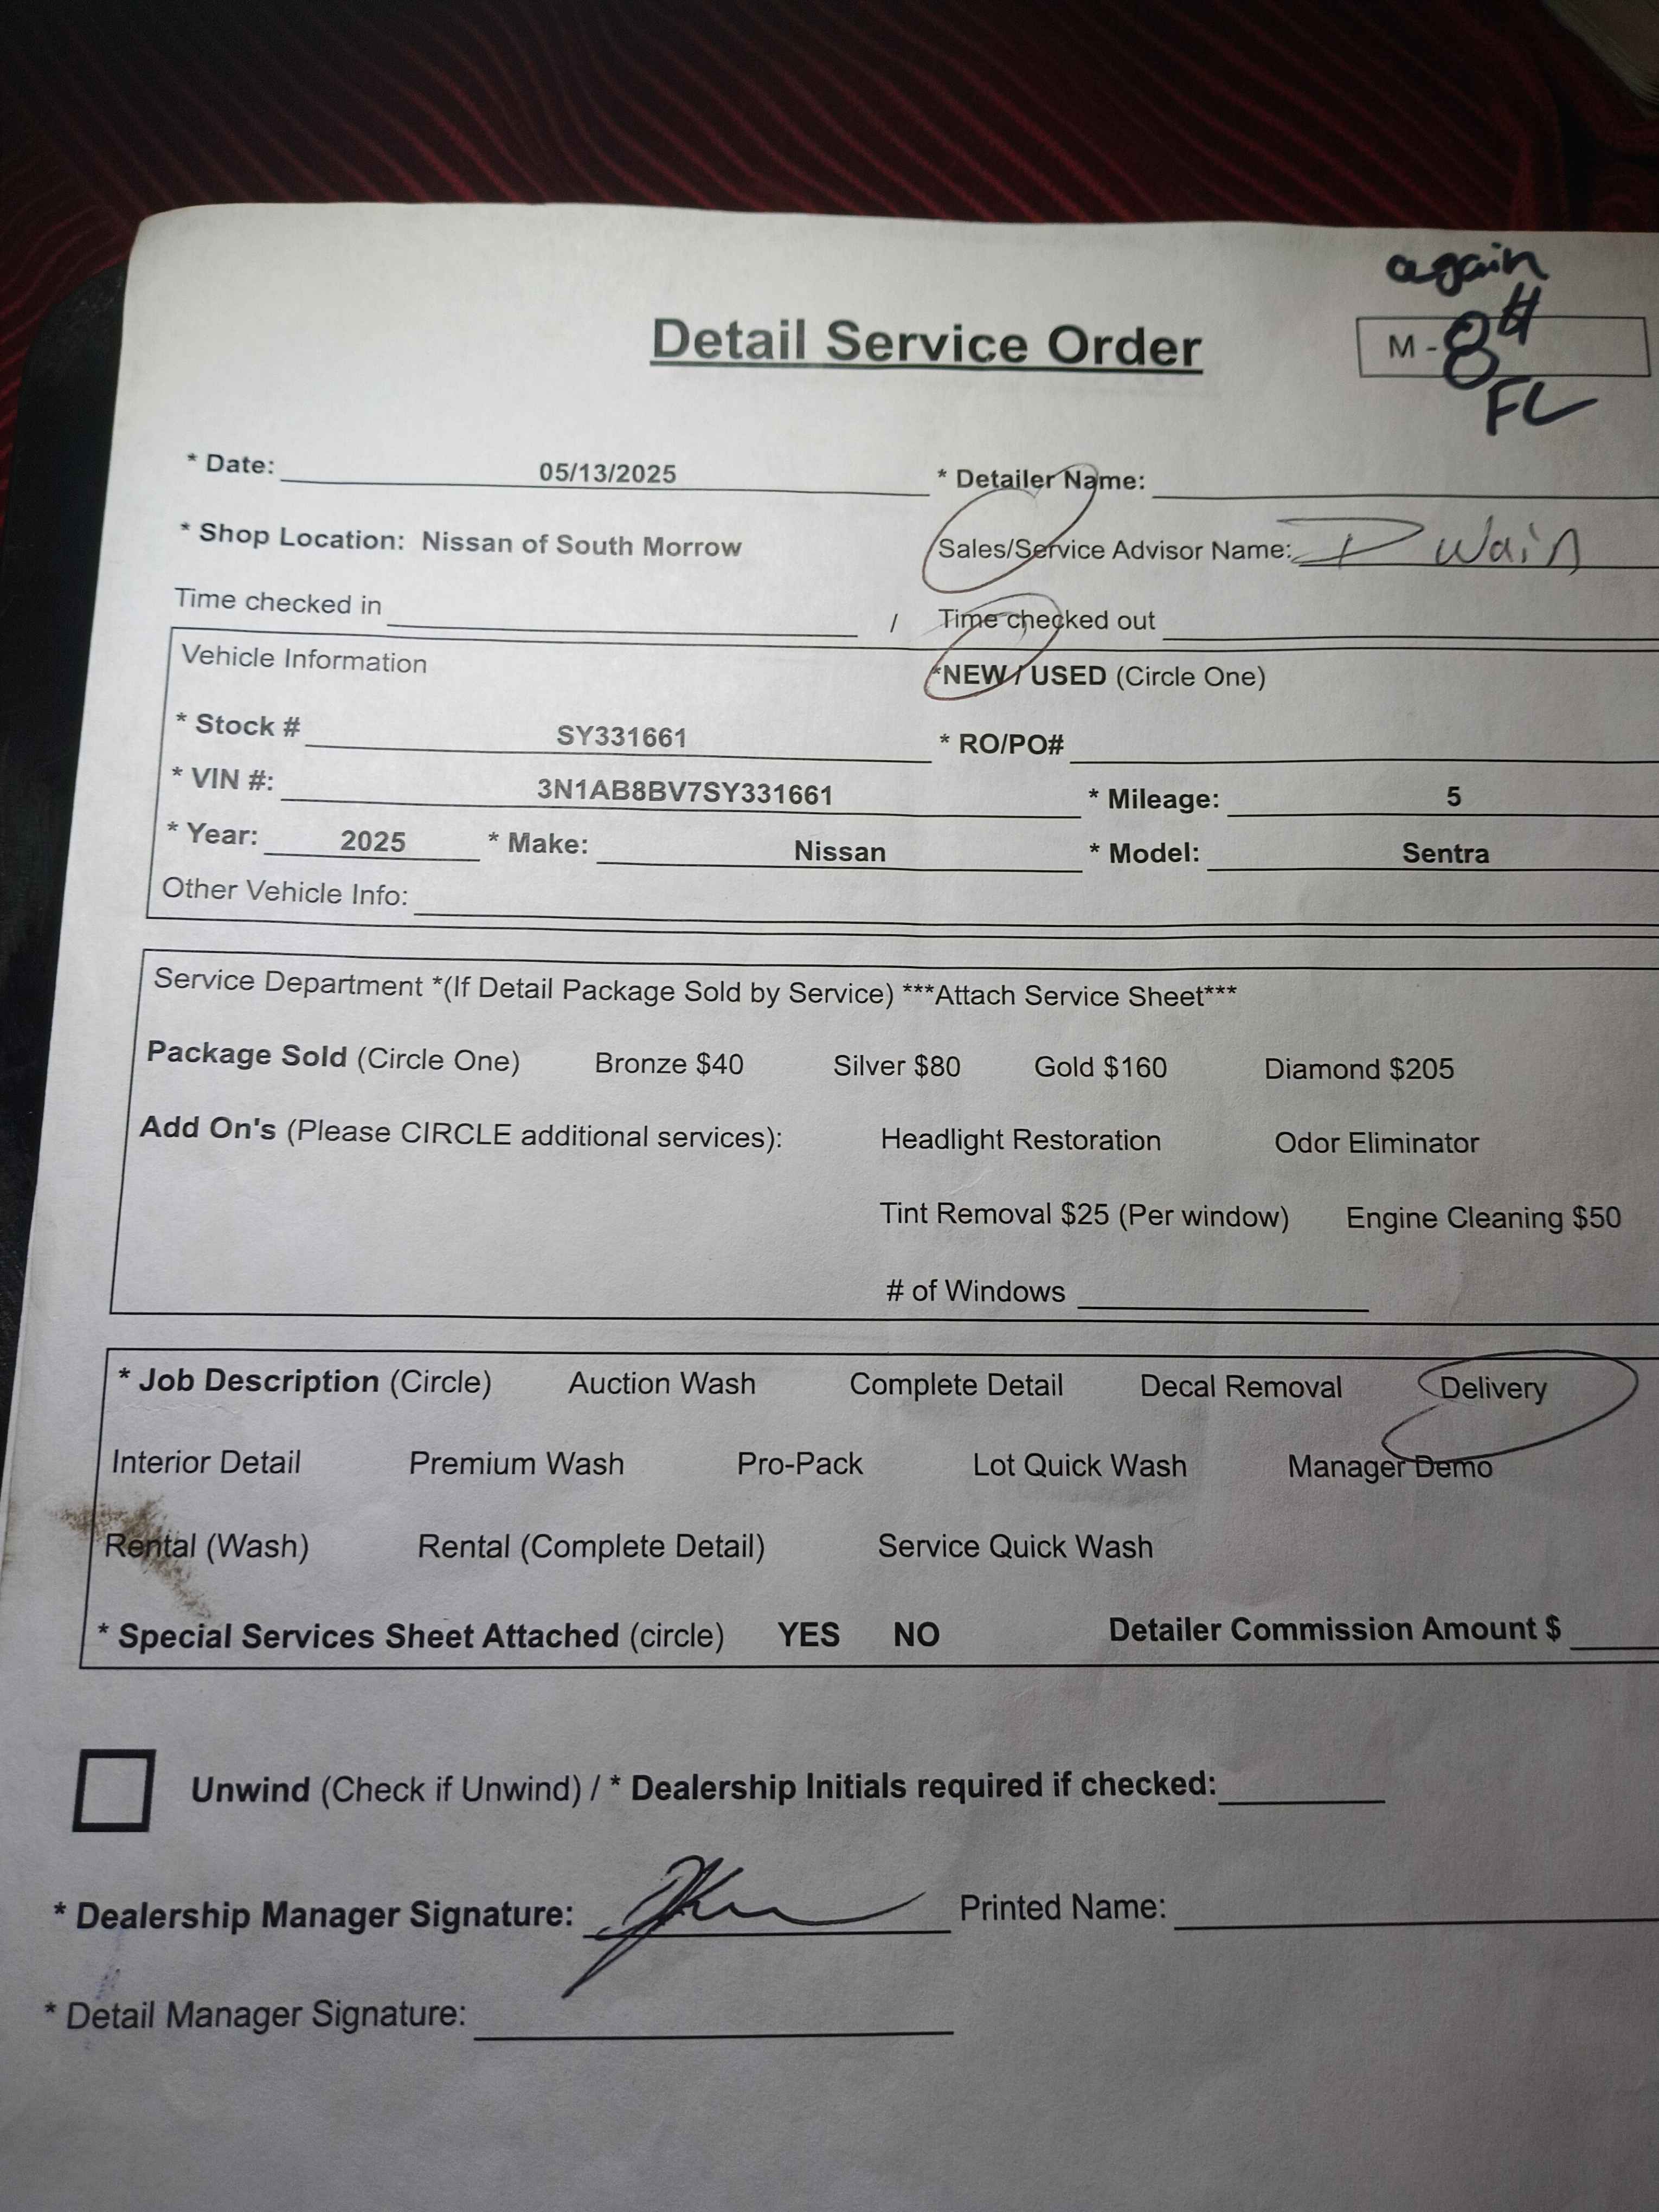 again
Detail Service Order
M - 8#
FL
* Date: 05/13/2025 * Detailer Name:
* Shop Location: Nissan of South Morrow Sales/Service Advisor Name: Dwain
Time checked in / Time checked out
Vehicle Information *NEW / USED (Circle One)
* Stock # SY331661 * RO/PO#
* VIN #: 3N1AB8BV7SY331661 * Mileage: 5
* Year: 2025 * Make: Nissan * Model: Sentra
Other Vehicle Info:
Service Department *(If Detail Package Sold by Service) ***Attach Service Sheet***
Package Sold (Circle One) Bronze $40 Silver $80 Gold $160 Diamond $205
Add On's (Please CIRCLE additional services): Headlight Restoration Odor Eliminator
Tint Removal $25 (Per window) Engine Cleaning $50
# of Windows
* Job Description (Circle) Auction Wash Complete Detail Decal Removal Delivery
Interior Detail Premium Wash Pro-Pack Lot Quick Wash Manager Demo
Rental (Wash) Rental (Complete Detail) Service Quick Wash
* Special Services Sheet Attached (circle) YES NO Detailer Commission Amount $
Unwind (Check if Unwind) / * Dealership Initials required if checked:
* Dealership Manager Signature: Printed Name:
* Detail Manager Signature: